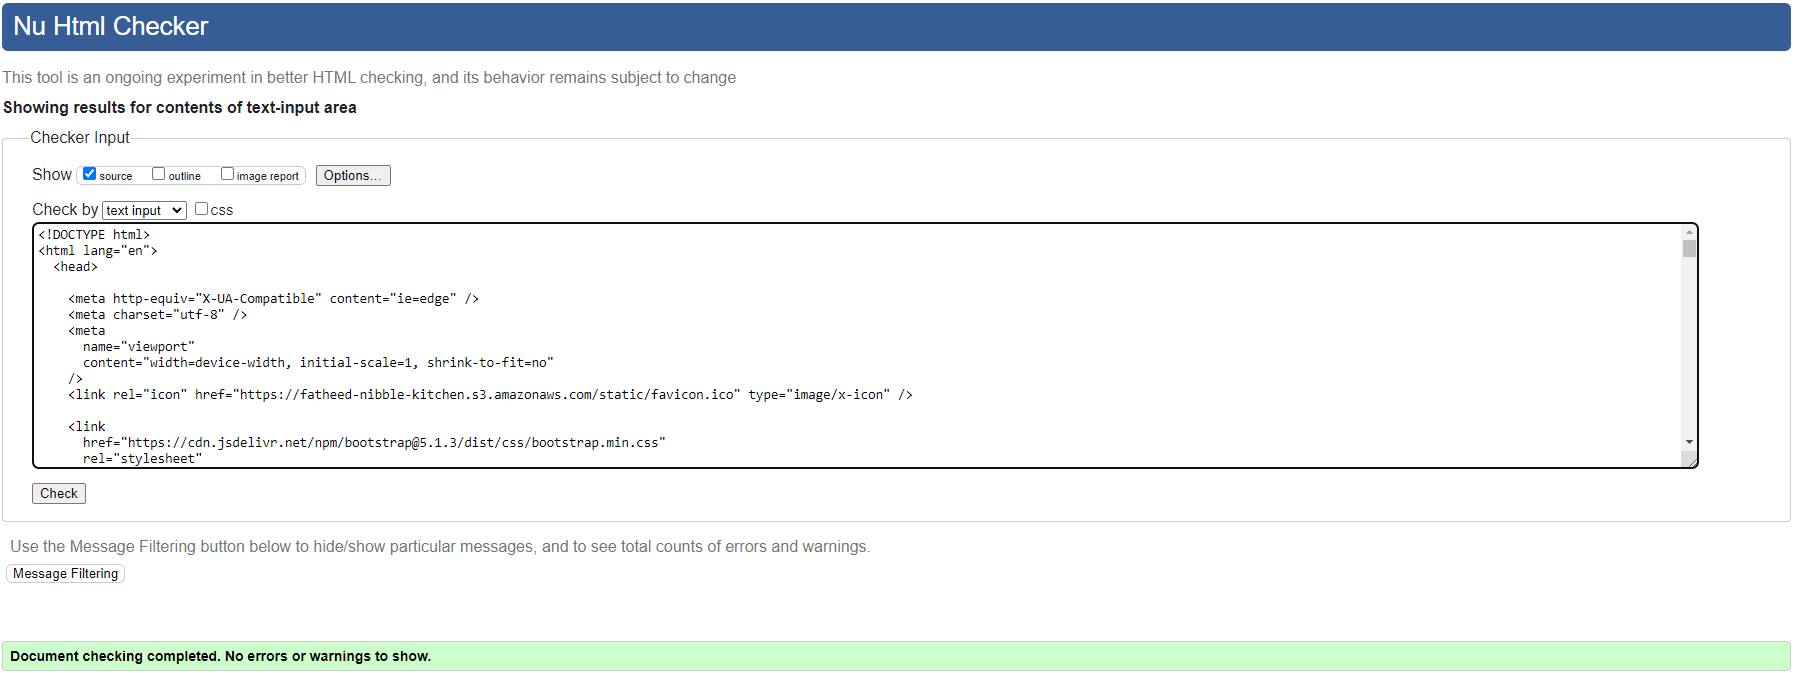 Nu Html Checker
This tool is an ongoing experiment in better HTML checking, and its behavior remains subject to change
Showing results for contents of text-input area
Checker Input
Show source outline image report Options...
Check by text input css
<!DOCTYPE html>
<html lang="en">
<head>
<meta http-equiv="X-UA-Compatible" content="ie=edge" />
<meta charset="utf-8" />
<meta
name="viewport"
content="width=device-width, initial-scale=1, shrink-to-fit=no"
/>
<link rel="icon" href="https://fatheed-nibble-kitchen.s3.amazonaws.com/static/favicon.ico" type="image/x-icon" />
<link
href="https://cdn.jsdelivr.net/npm/bootstrap@5.1.3/dist/css/bootstrap.min.css"
rel="stylesheet"
Check
Use the Message Filtering button below to hide/show particular messages, and to see total counts of errors and warnings.
Message Filtering
Document checking completed. No errors or warnings to show.